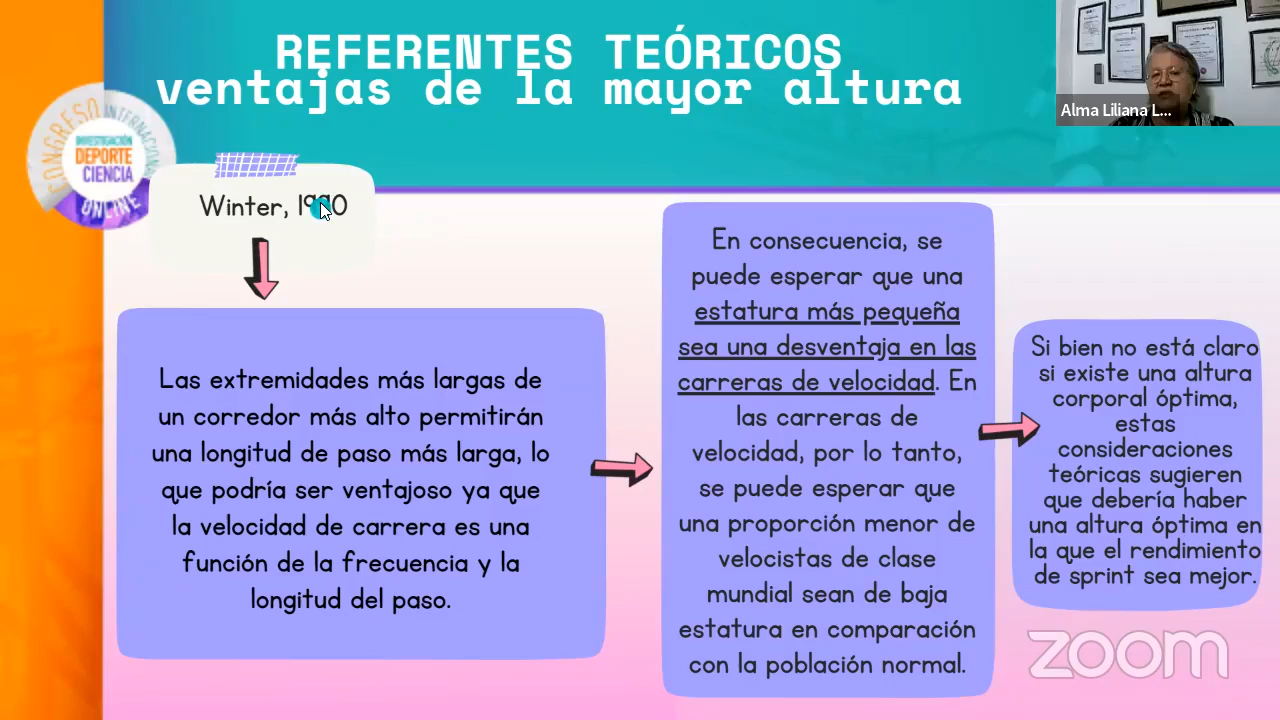 REFERENTES TEÓRICOS
ventajas de la mayor altura
Alma Liliana L...
CONGRESO INTERNACIONAL
INVESTIGACIÓN
DEPORTE
CIENCIA
ONLINE
Winter, 1990
Las extremidades más largas de
un corredor más alto permitirán
una longitud de paso más larga, lo
que podría ser ventajoso ya que
la velocidad de carrera es una
función de la frecuencia y la
longitud del paso.
En consecuencia, se
puede esperar que una
estatura más pequeña
sea una desventaja en las
carreras de velocidad. En
las carreras de
velocidad, por lo tanto,
se puede esperar que
una proporción menor de
velocistas de clase
mundial sean de baja
estatura en comparación
con la población normal.
Si bien no está claro
si existe una altura
corporal óptima,
estas
consideraciones
teóricas sugieren
que debería haber
una altura óptima en
la que el rendimiento
de sprint sea mejor.
zoom